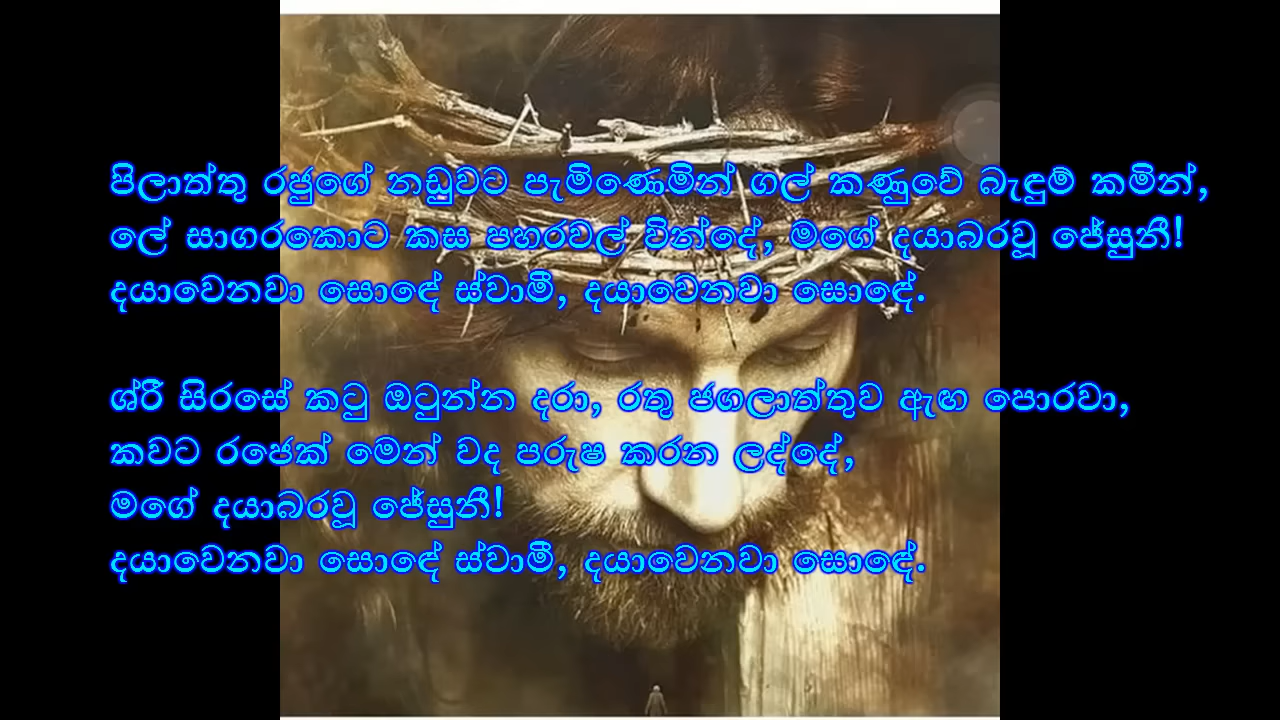 පිලාත්තු රජුගේ නඩුවට පැමිණෙමින් ගල් කණුවේ බැඳුම් කමින්,
ලේ සාගරකොට කස පහරවල් වින්දේ, මගේ දයාබරවූ ජේසුනී!
දයාවෙනවා සොඳේ ස්වාමී, දයාවෙනවා සොඳේ.
ශ්රී සිරසේ කටු ඔටුන්න දරා, රතු ජගලාත්තුව ඇඟ පොරවා,
කවට රජෙක් මෙන් වද පරුෂ කරන ලද්දේ,
මගේ දයාබරවූ ජේසුනී!
දයාවෙනවා සොඳේ ස්වාමී, දයාවෙනවා සොඳේ.